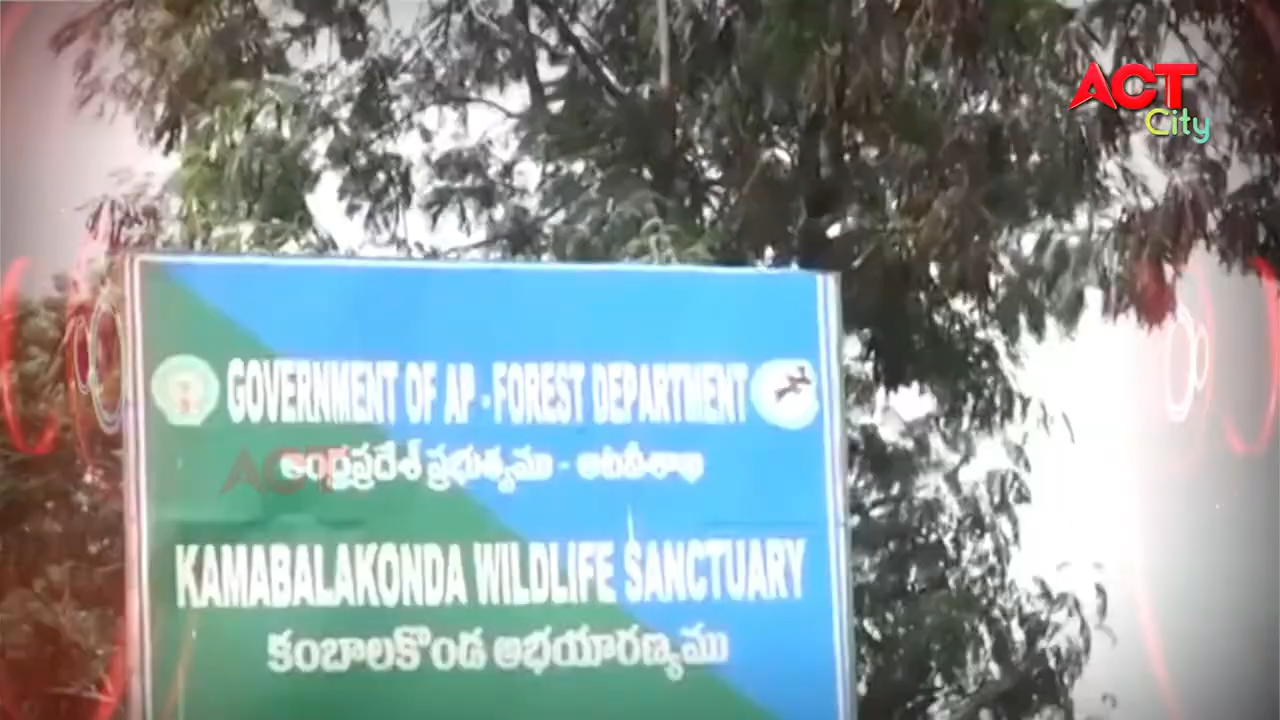 ACT
City
GOVERNMENT OF AP - FOREST DEPARTMENT
ఆంధ్రప్రదేశ్ ప్రభుత్వము - అటవీశాఖ
ACT
KAMABALAKONDA WILDLIFE SANCTUARY
కంబాలకొండ అభయారణ్యము